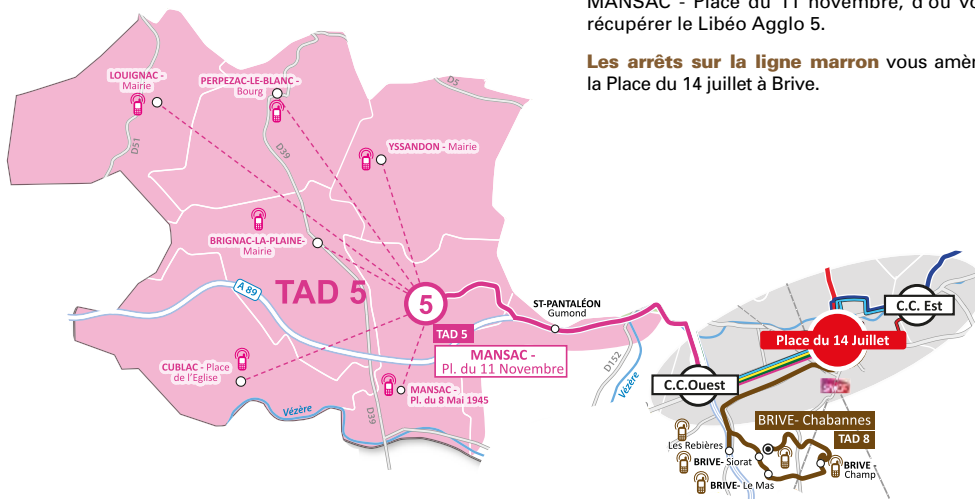 MANSAC - Place du 11 novembre, d'où vo
récupérer le Libéo Agglo 5.
Les arrêts sur la ligne marron vous amèn
la Place du 14 juillet à Brive.
LOUIGNAC -
Mairie
PERPEZAC-LE-BLANC -
Bourg
D5
D51
D39
YSSANDON - Mairie
BRIGNAC-LA-PLAINE-
Mairie
A 89
TAD 5
5
TAD 5
MANSAC -
Pl. du 11 Novembre
ST-PANTALÉON
Gumond
D152
Vézère
CUBLAC - Place
de l'Eglise
MANSAC -
Pl. du 8 Mai 1945
Vézère
D39
C.C. Est
Place du 14 Juillet
C.C.Ouest
SNCF
BRIVE- Chabannes
TAD 8
Les Rebières
BRIVE- Siorat
BRIVE- Le Mas
BRIVE -
Champ